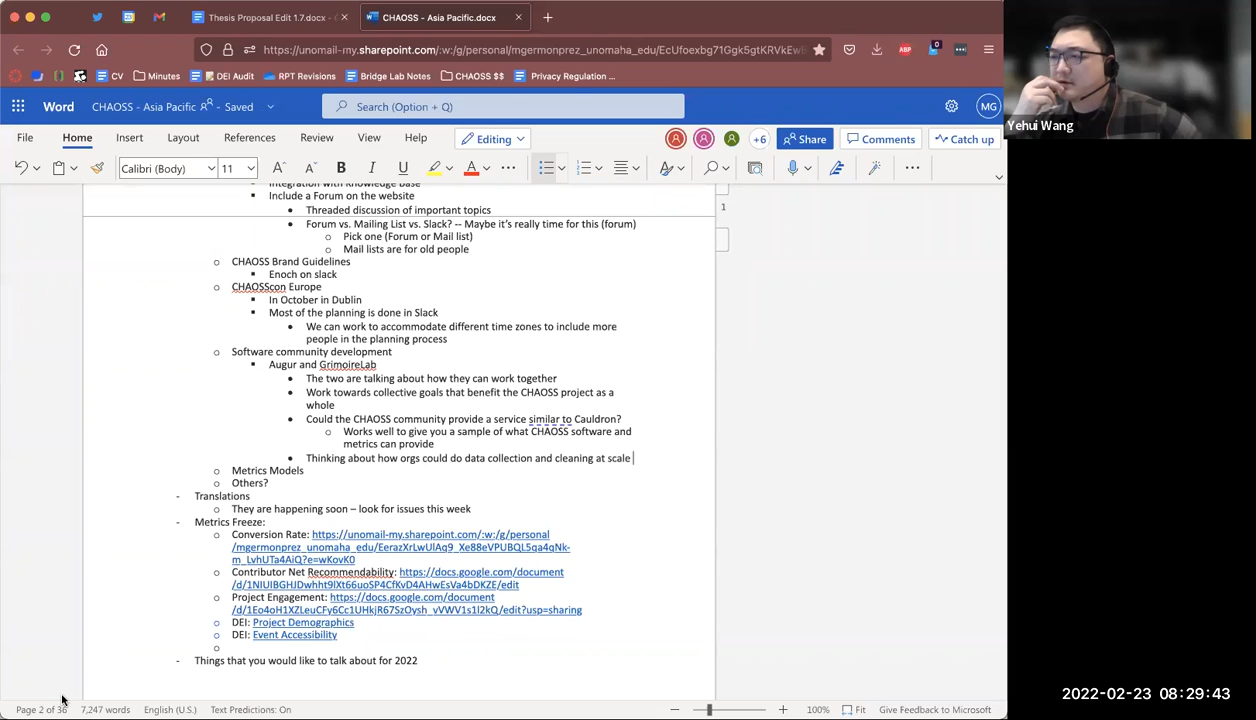 Thesis Proposal Edit 1.7.docx -
CHAOSS - Asia Pacific.docx
https://unomail-my.sharepoint.com/:w:/g/personal/mgermonprez_unomaha_edu/EcUfoexbg71Ggk5gtKRVkEw
CV
Minutes
DEI Audit
RPT Revisions
Bridge Lab Notes
CHAOSS $$
Privacy Regulation ...
Word
CHAOSS - Asia Pacific - Saved
Search (Option + Q)
MG
File
Home
Insert
Layout
References
Review
View
Help
Editing
+6
Share
Comments
Catch up
Calibri (Body)
11
Integration with Knowledge Base
Include a Forum on the website
Threaded discussion of important topics
Forum vs. Mailing List vs. Slack? -- Maybe it's really time for this (forum)
Pick one (Forum or Mail list)
Mail lists are for old people
CHAOSS Brand Guidelines
Enoch on slack
CHAOSScon Europe
In October in Dublin
Most of the planning is done in Slack
We can work to accommodate different time zones to include more
people in the planning process
Software community development
Augur and GrimoireLab
The two are talking about how they can work together
Work towards collective goals that benefit the CHAOSS project as a
whole
Could the CHAOSS community provide a service similar to Cauldron?
Works well to give you a sample of what CHAOSS software and
metrics can provide
Thinking about how orgs could do data collection and cleaning at scale
Metrics Models
Others?
- Translations
They are happening soon – look for issues this week
- Metrics Freeze:
Conversion Rate: https://unomail-my.sharepoint.com/:w:/g/personal
/mgermonprez_unomaha_edu/EerazXrLwUlAq9_Xe88eVPUBQL5qa4qNk-
m_LvhUTa4AiQ?e=wKovK0
Contributor Net Recommendability: https://docs.google.com/document
/d/1NIUIBGHJDwhht9lXt66uoSP4CfKvD4AHwEsVa4bDKZE/edit
Project Engagement: https://docs.google.com/document
/d/1Eo4oH1XZLeuCFy6Cc1UHkjR67SzOysh_vVWV1s1l2kQ/edit?usp=sharing
DEI: Project Demographics
DEI: Event Accessibility
- Things that you would like to talk about for 2022
1
Page 2 of 36
7,247 words
English (U.S.)
Text Predictions: On
100%
Fit
Give Feedback to Microsoft
Yehui Wang
2022-02-23 08:29:43